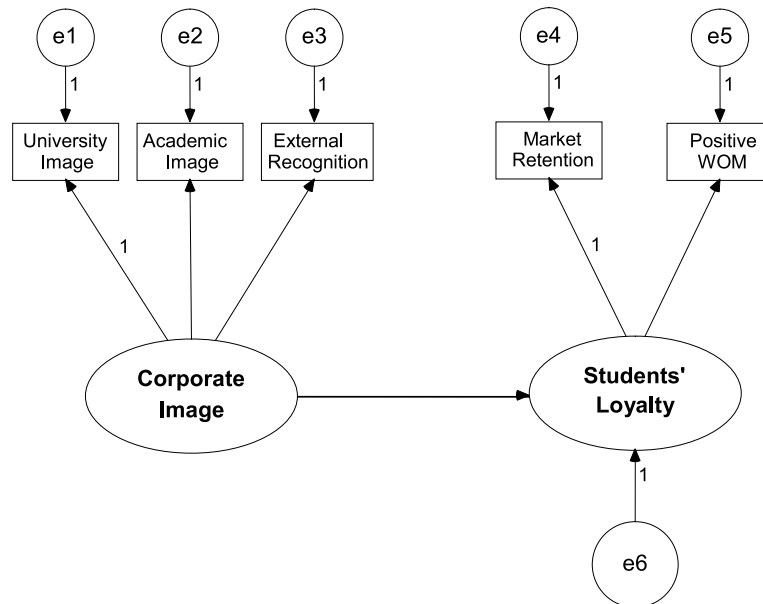 e1
e2
e3
e4
e5
1
1
1
1
1
University
Image
Academic
Image
External
Recognition
Market
Retention
Positive
WOM
1
1
Corporate
Image
Students'
Loyalty
1
e6